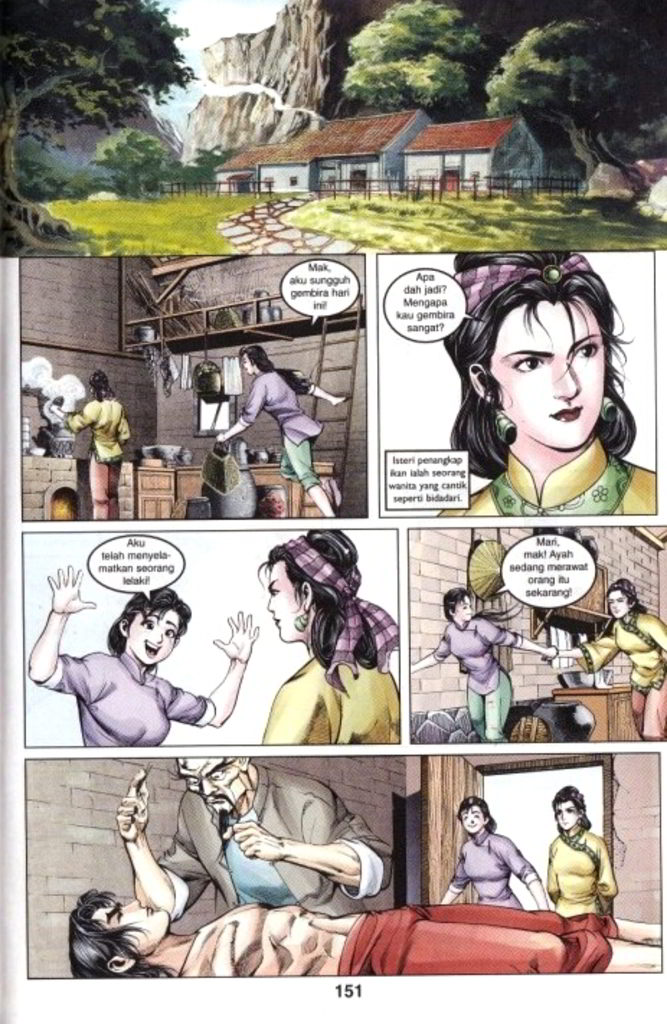 Mak,
aku sungguh
gembira hari
ini!
Apa
dah jadi?
Mengapa
kau gembira
sangat?
Isteri penangkap
ikan ialah seorang
wanita yang cantik
seperti bidadari.
Aku
telah menyela-
matkan seorang
lelaki!
Mari,
mak! Ayah
sedang merawat
orang itu
sekarang!
151